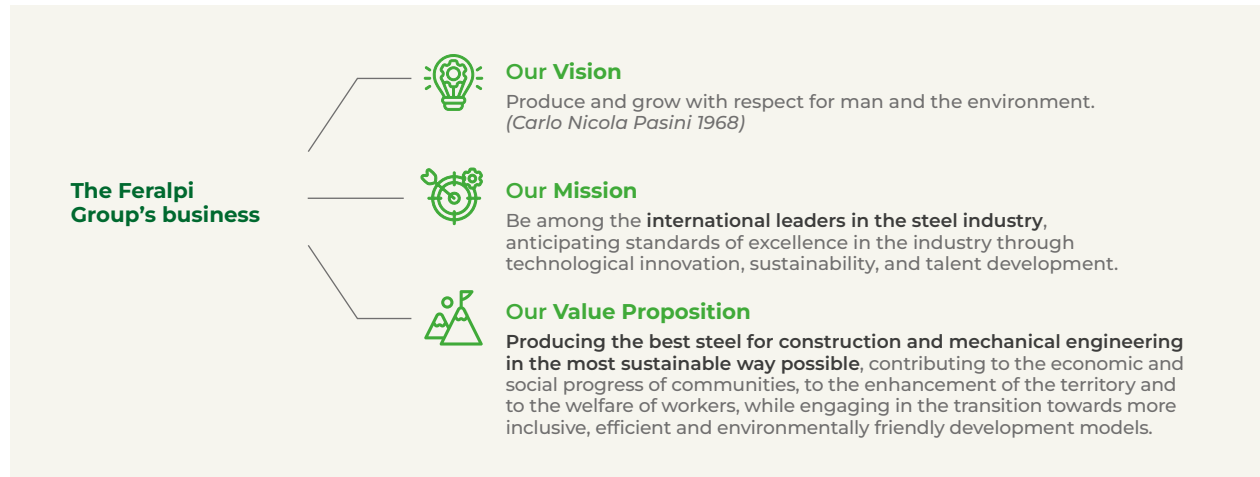 The Feralpi
Group’s business
Our Vision
Produce and grow with respect for man and the environment.
(Carlo Nicola Pasini 1968)
Our Mission
Be among the international leaders in the steel industry,
anticipating standards of excellence in the industry through
technological innovation, sustainability, and talent development.
Our Value Proposition
Producing the best steel for construction and mechanical engineering
in the most sustainable way possible, contributing to the economic and
social progress of communities, to the enhancement of the territory and
to the welfare of workers, while engaging in the transition towards more
inclusive, efficient and environmentally friendly development models.